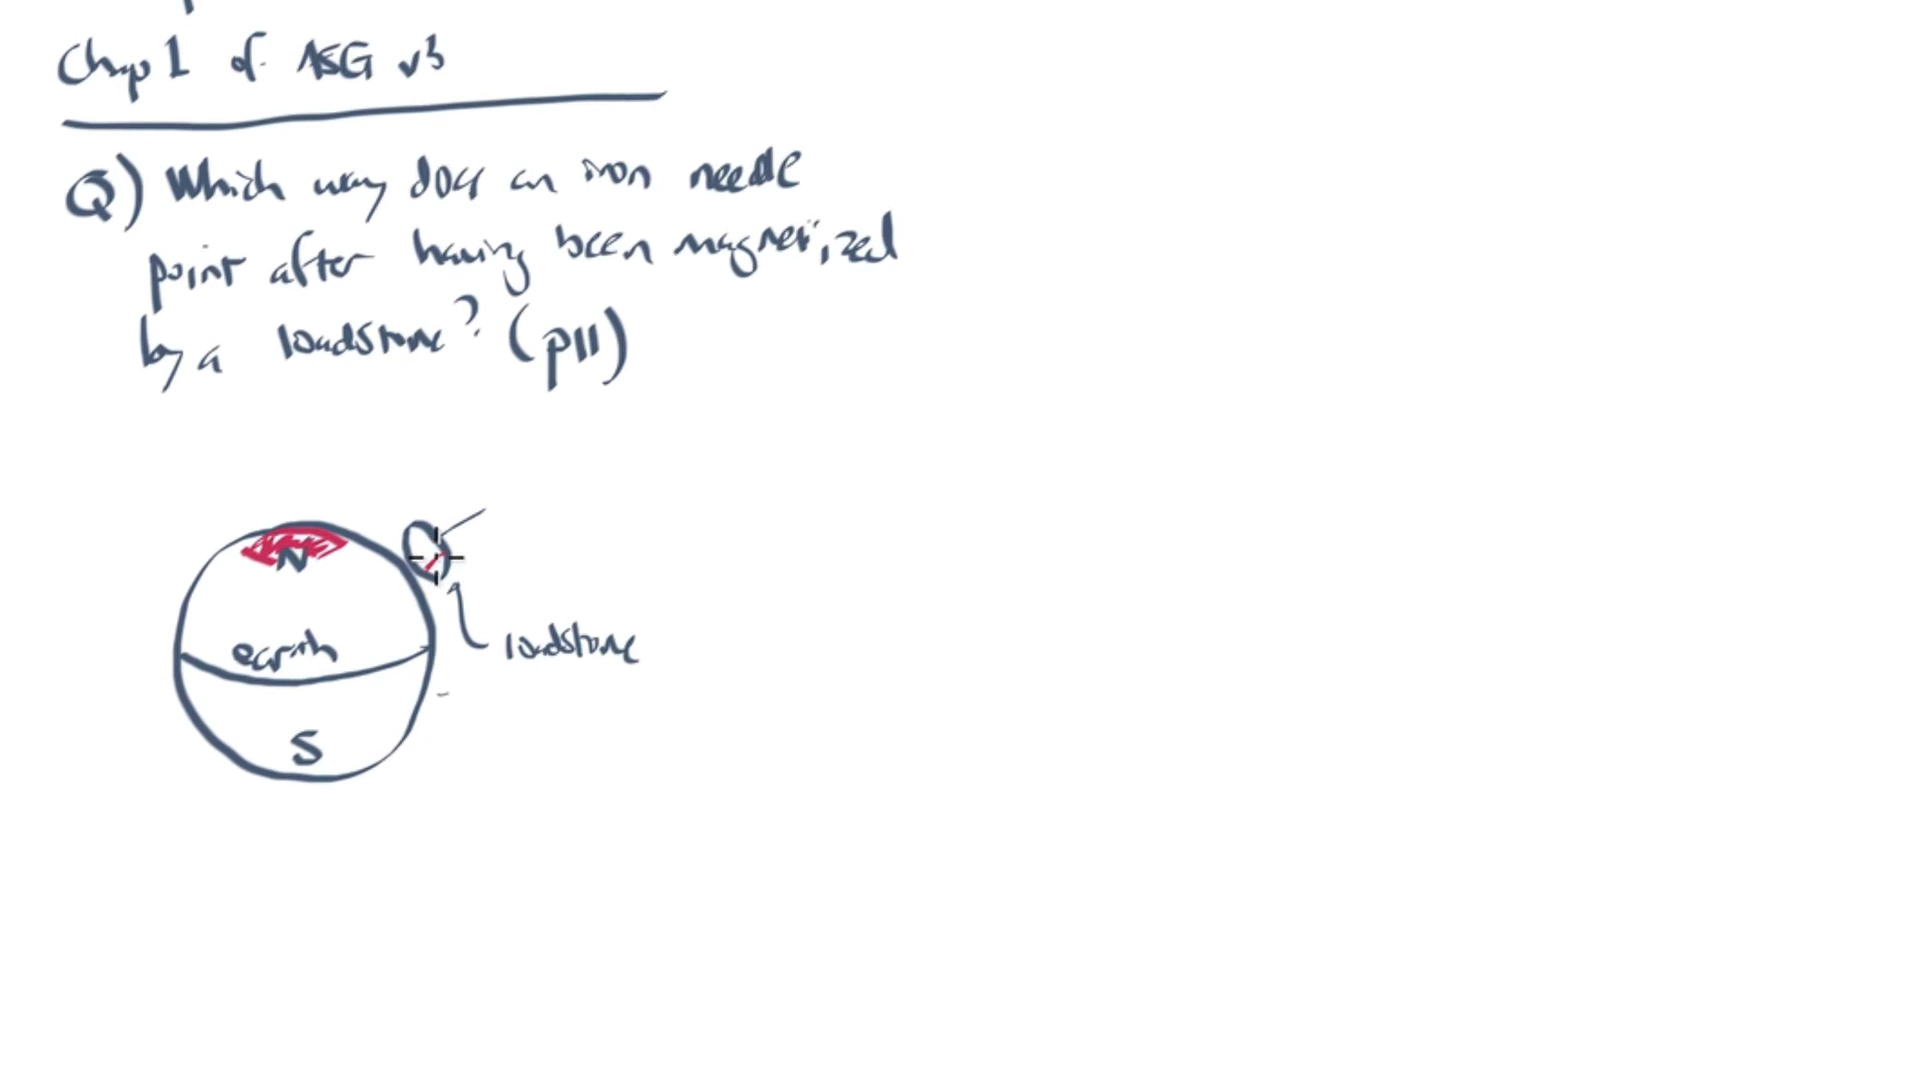 Chap 1 of ASG v3
Q) Which way does an iron needle
point after having been magnetized
by a loadstone? (p11)
N
earth
loadstone
S